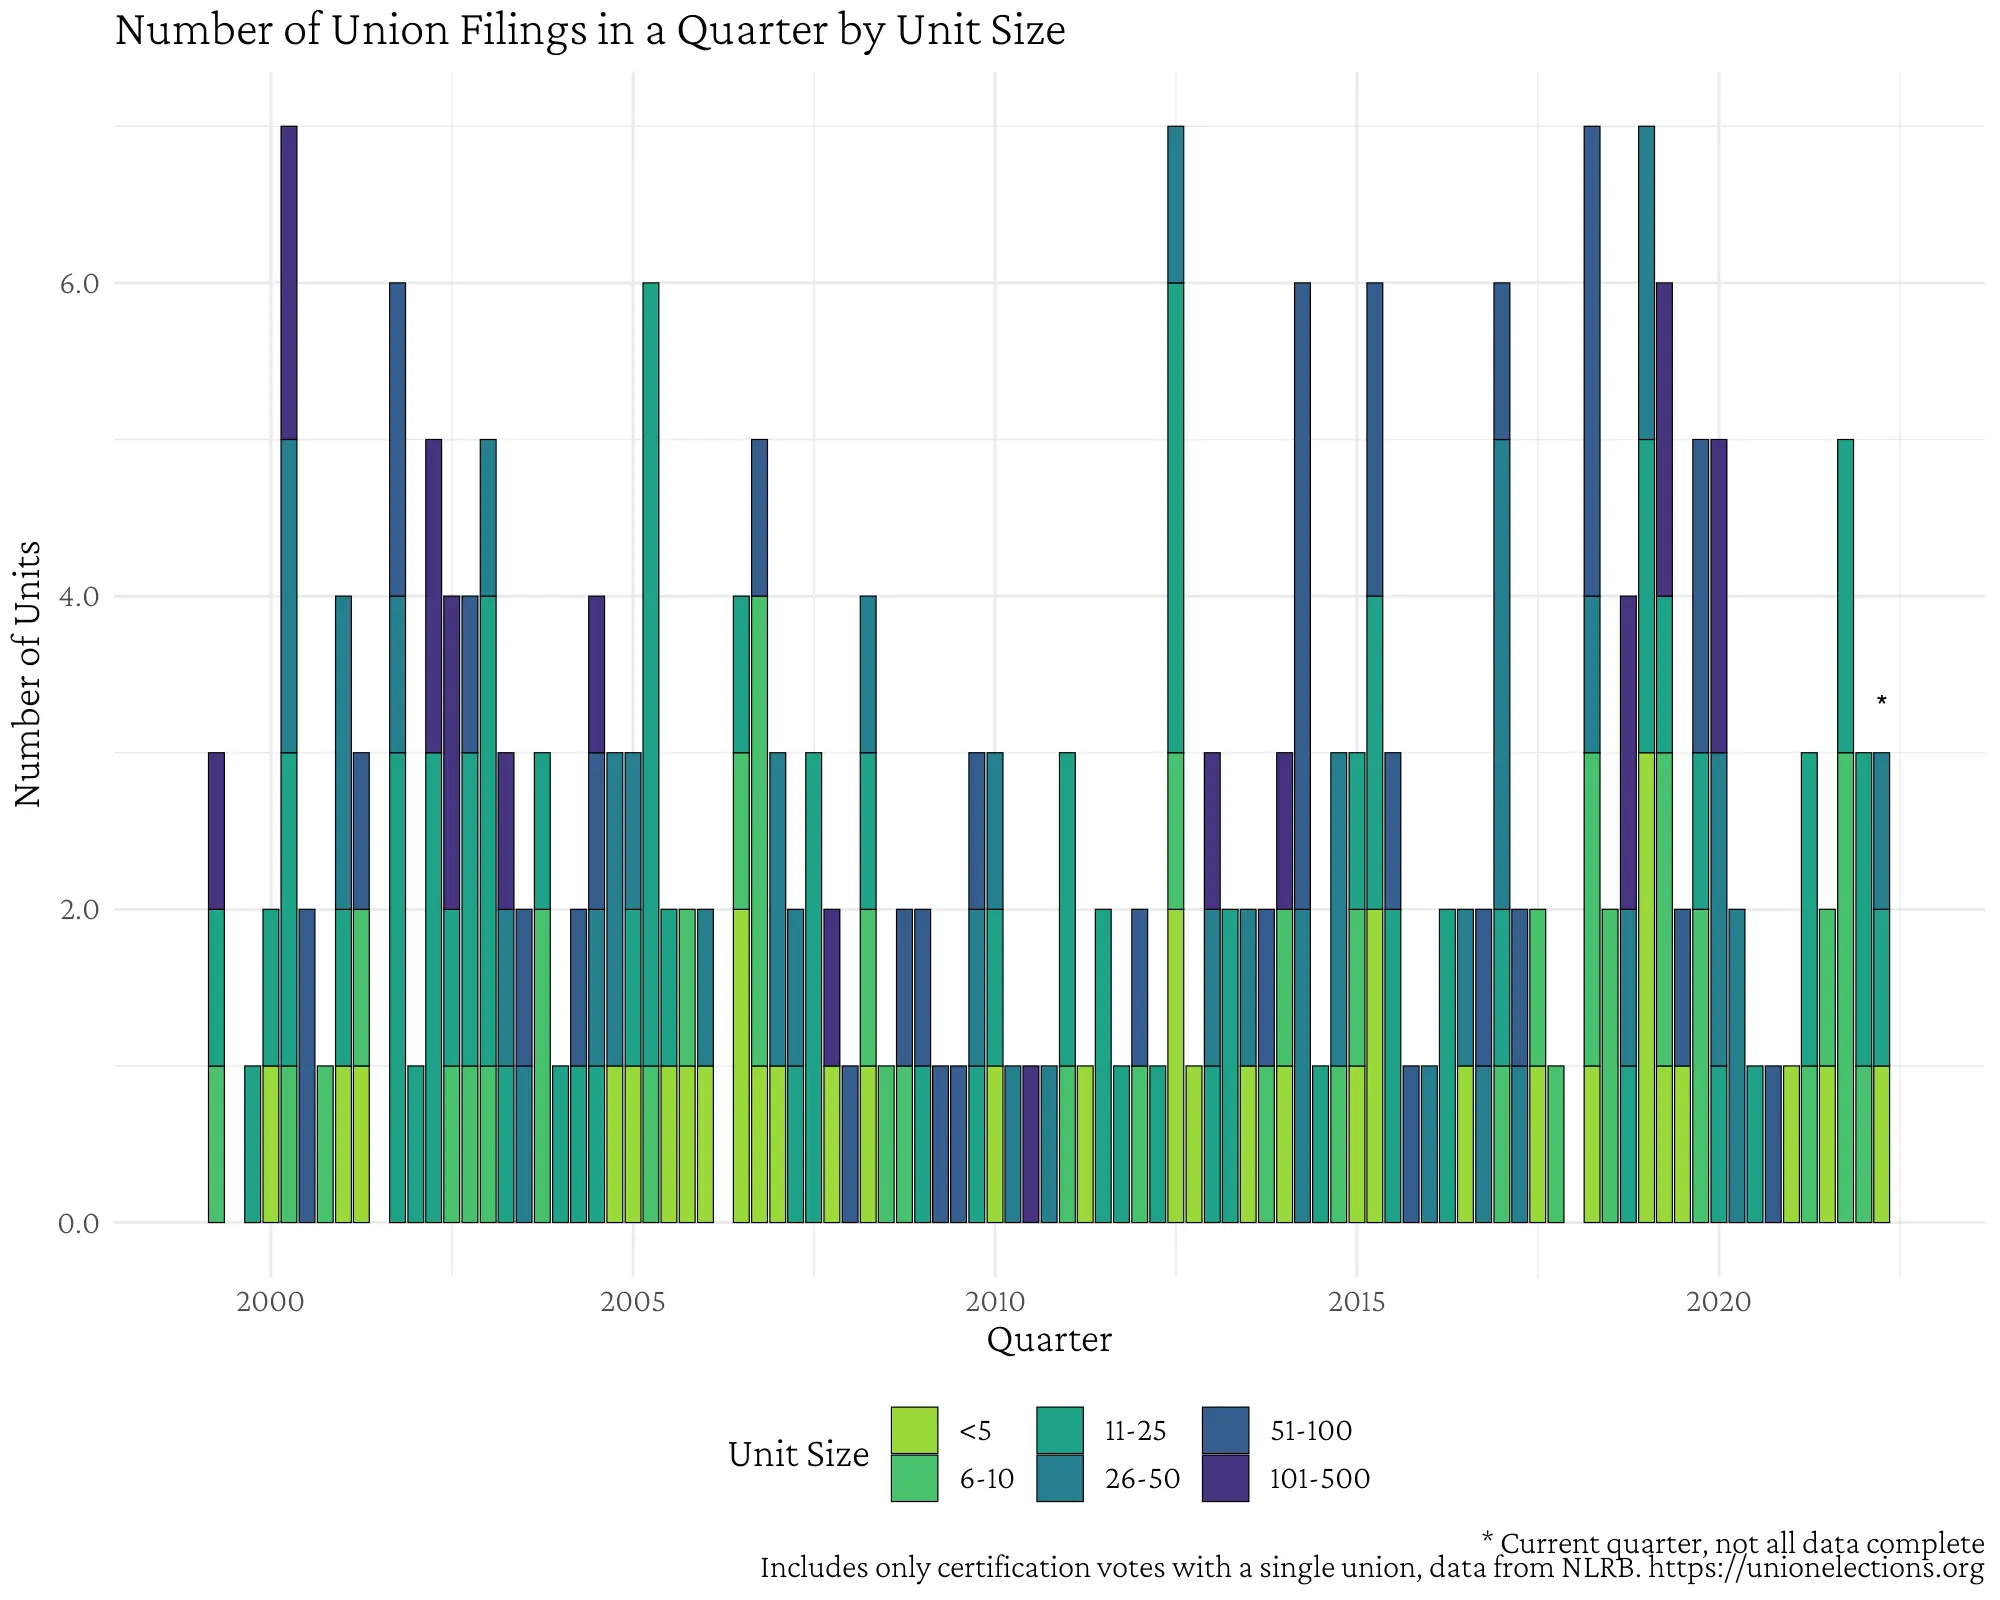 Number of Union Filings in a Quarter by Unit Size
Number of Units
6.0
4.0
2.0
0.0
*
2000 2005 2010 2015 2020
Quarter
Unit Size
<5 11-25 51-100
6-10 26-50 101-500
* Current quarter, not all data complete
Includes only certification votes with a single union, data from NLRB. https://unionelections.org